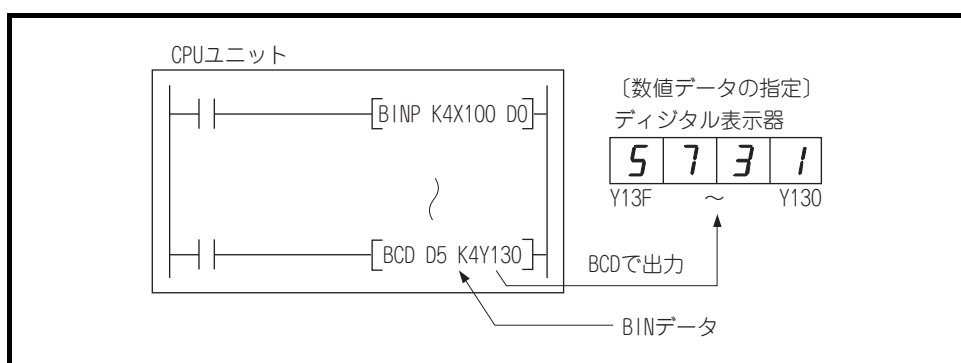 CPUユニット
BINP K4X100 D0
〔数値データの指定〕
ディジタル表示器
5 7 3 1
Y13F ～ Y130
BCD D5 K4Y130
BCDで出力
BINデータ